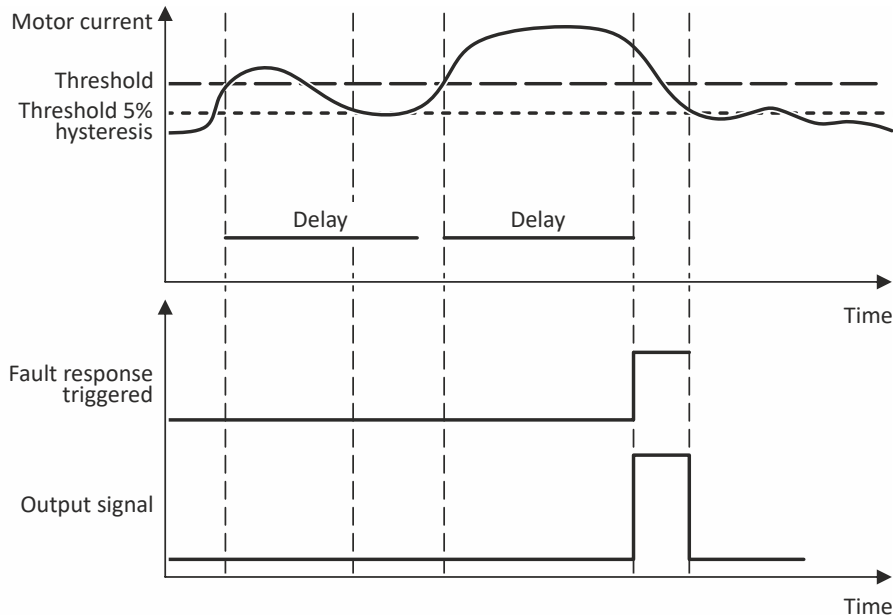 Motor current
Threshold
Threshold 5%
hysteresis
Delay
Delay
Time
Fault response
triggered
Output signal
Time